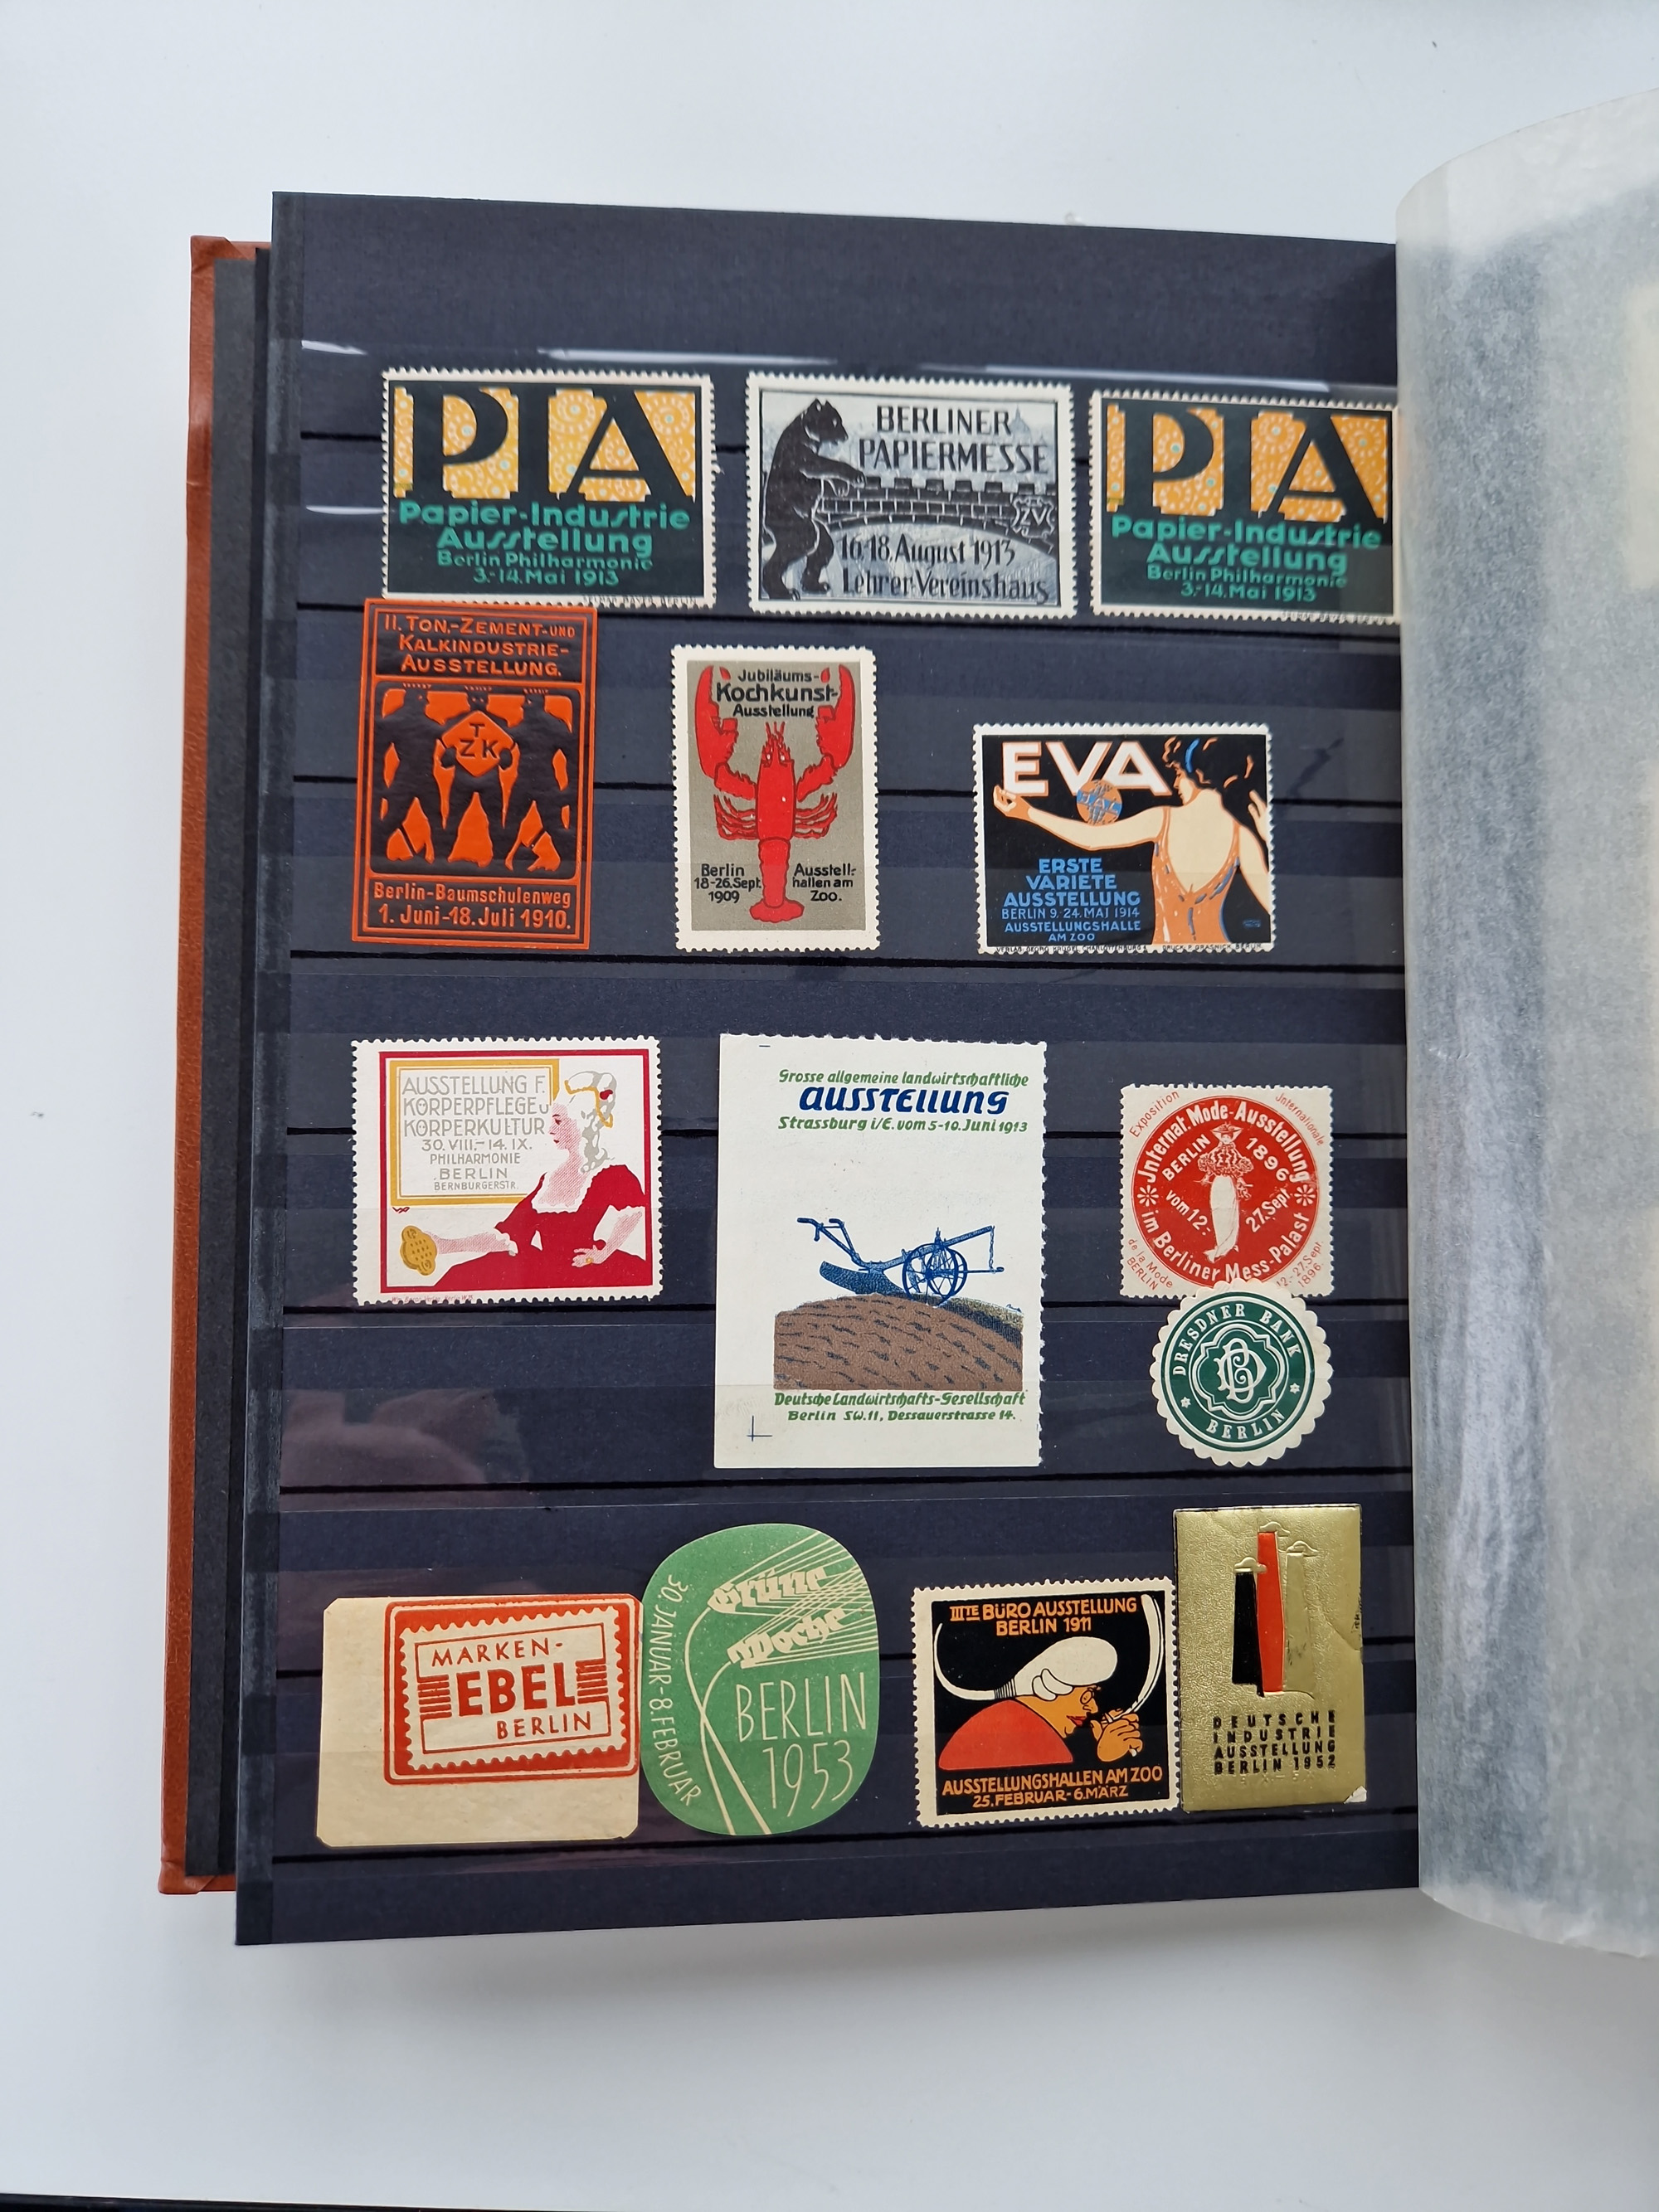 PIA
Papier-Industrie
Ausstellung
Berlin Philharmonie
3.-14. Mai 1913
BERLINER
PAPIERMESSE
ZV
16.-18. August 1913
Lehrer-Vereinshaus
PIA
Papier-Industrie
Ausstellung
Berlin Philharmonie
3.-14. Mai 1913
II. TON-, ZEMENT- UND
KALKINDUSTRIE-
AUSSTELLUNG.
T
ZK
Berlin-Baumschulenweg
1. Juni-18. Juli 1910.
Jubiläums-
Kochkunst-
Ausstellung
Berlin
18-26. Sept.
1909
Ausstell-
hallen am
Zoo.
EVA
ERSTE
VARIETE
AUSSTELLUNG
BERLIN 9. 24. MAI 1914
AUSSTELLUNGSHALLE
AM ZOO
AUSSTELLUNG F.
KÖRPERPFLEGE U
KÖRPERKULTUR
30. VIII.- 14. IX.
PHILHARMONIE
BERLIN
BERNBURGERSTR.
Grosse allgemeine landwirtschaftliche
AUSSTELLUNG
Strassburg i/E. vom 5-10. Juni 1913
Deutsche Landwirtschafts-Gesellschaft
Berlin SW. 11, Dessauerstrasse 14.
Exposition Internationale
de la Mode
BERLIN
12.-27. Sept.
1896
Internat. Mode-Ausstellung
BERLIN 1896
vom 12.- 27. Sept.
im Berliner Mess-Palast
DRESDNER BANK
DB
BERLIN
MARKEN-
EBEL
BERLIN
Grüne
Woche
30. JANUAR - 8. FEBRUAR
BERLIN
1953
IIITE BÜRO AUSSTELLUNG
BERLIN 1911
AUSSTELLUNGSHALLEN AM ZOO
25. FEBRUAR - 6. MÄRZ
DEUTSCHE
INDUSTRIE
AUSSTELLUNG
BERLIN 1952